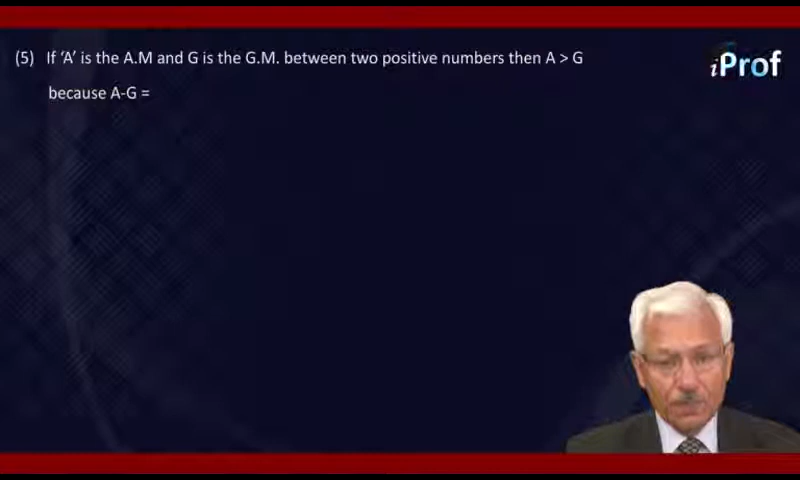 (5) If ‘A’ is the A.M and G is the G.M. between two positive numbers then A > G
iProf
because A-G =